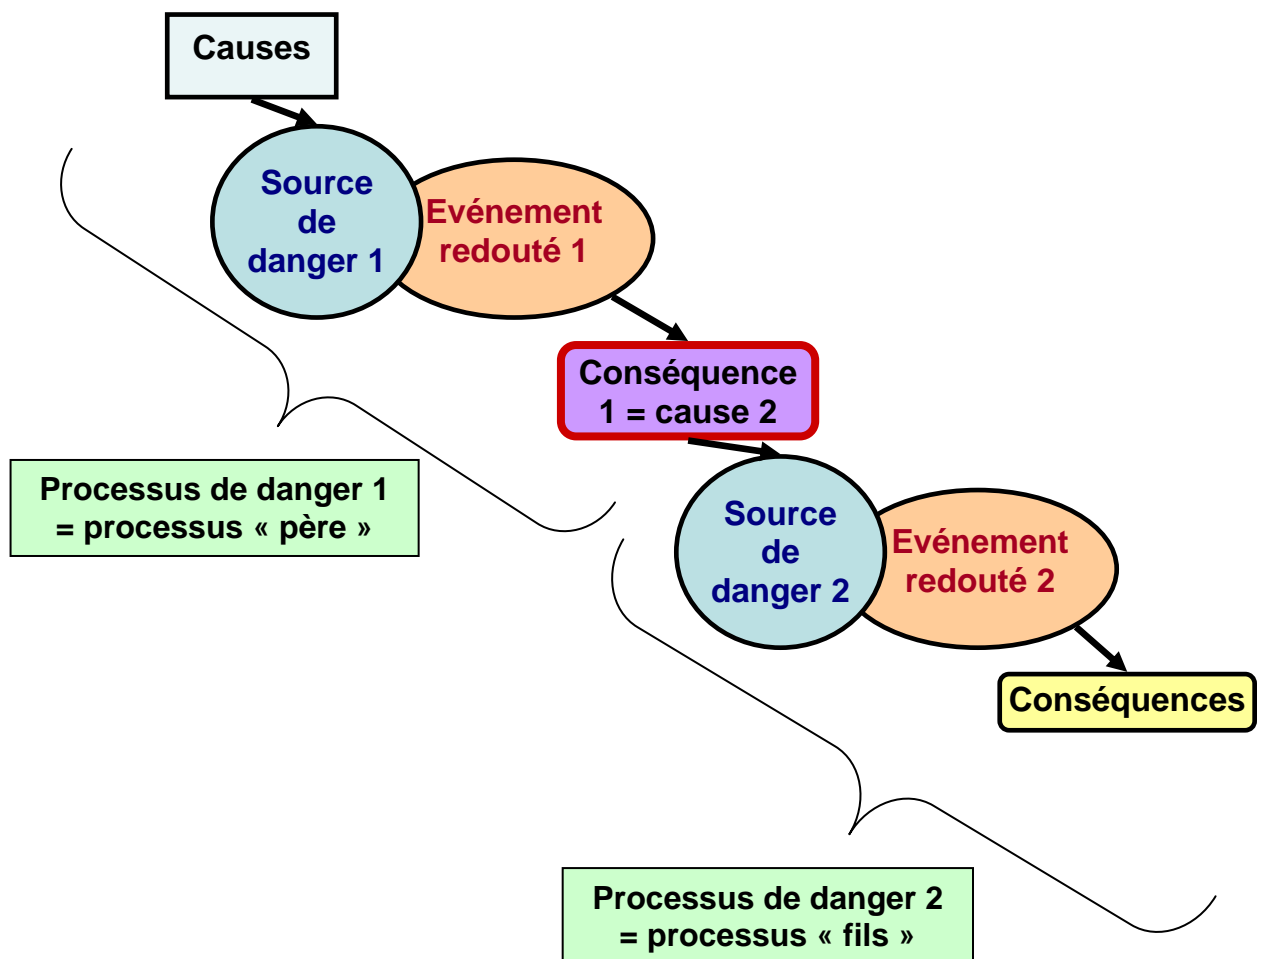 Causes
Source
de
danger 1
Evénement
redouté 1
Conséquence
1 = cause 2
Processus de danger 1
= processus « père »
Source
de
danger 2
Evénement
redouté 2
Conséquences
Processus de danger 2
= processus « fils »